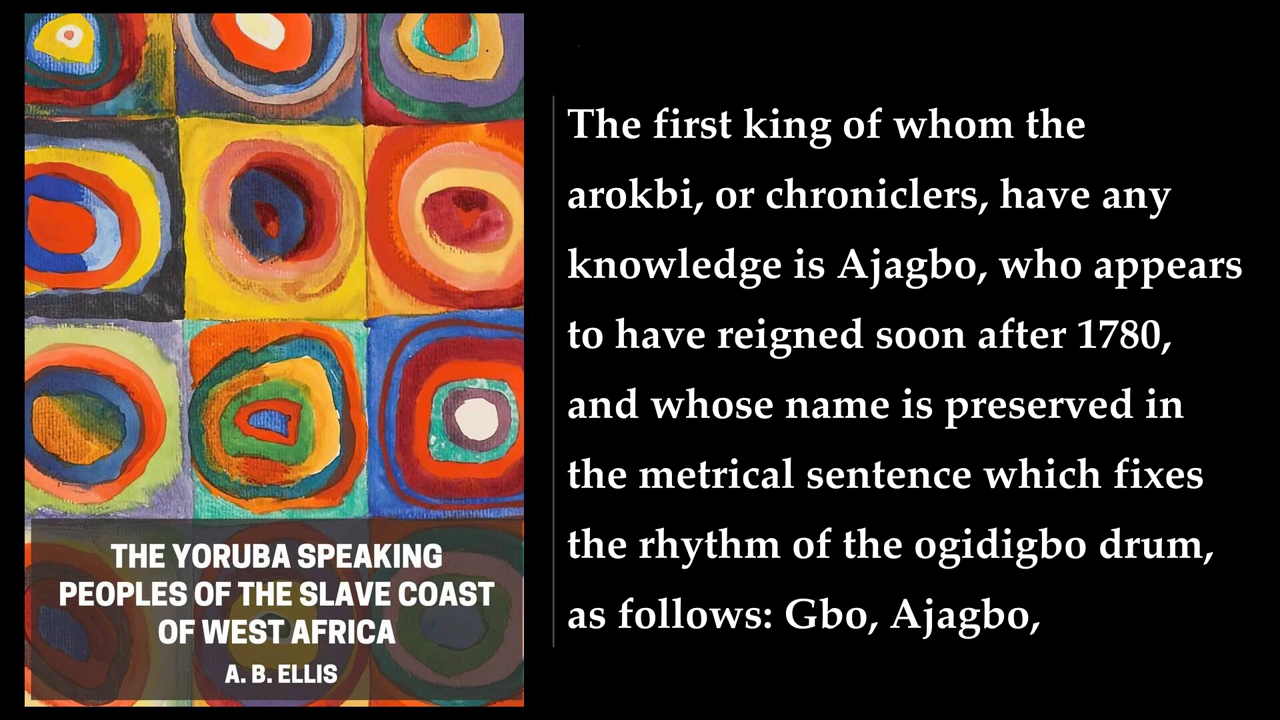 THE YORUBA SPEAKING
PEOPLES OF THE SLAVE COAST
OF WEST AFRICA
A. B. ELLIS
The first king of whom the
arokbi, or chroniclers, have any
knowledge is Ajagbo, who appears
to have reigned soon after 1780,
and whose name is preserved in
the metrical sentence which fixes
the rhythm of the ogidigbo drum,
as follows: Gbo, Ajagbo,